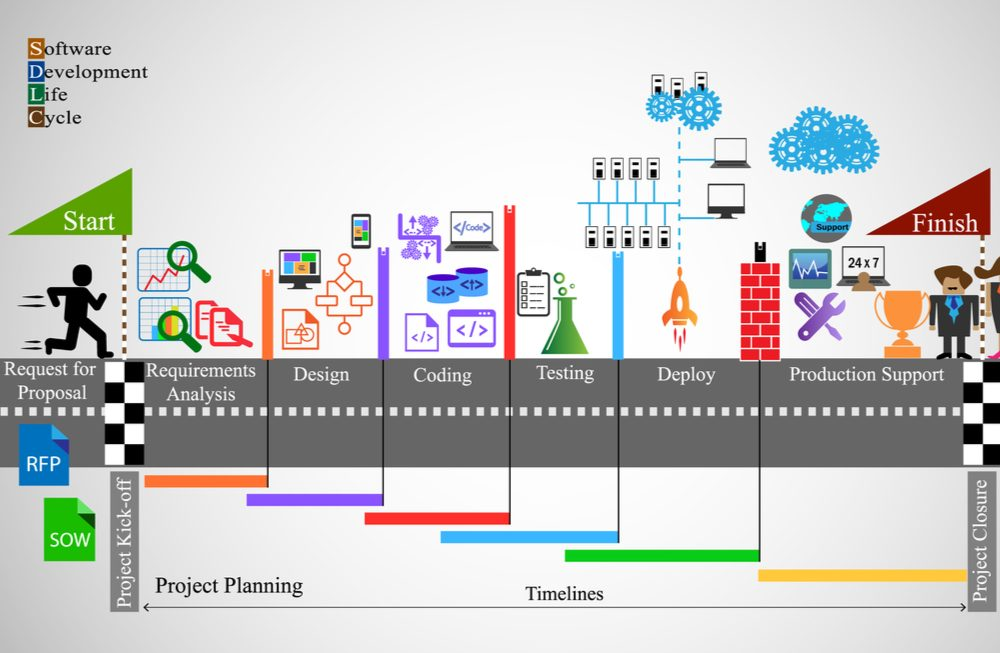 Software
Development
Life
Cycle
Start
Finish
</Code>
Support
24 x 7
</>
</>
Request for
Proposal
Requirements
Analysis
Design
Coding
Testing
Deploy
Production Support
RFP
SOW
Project Kick-off
Project Closure
Project Planning
Timelines